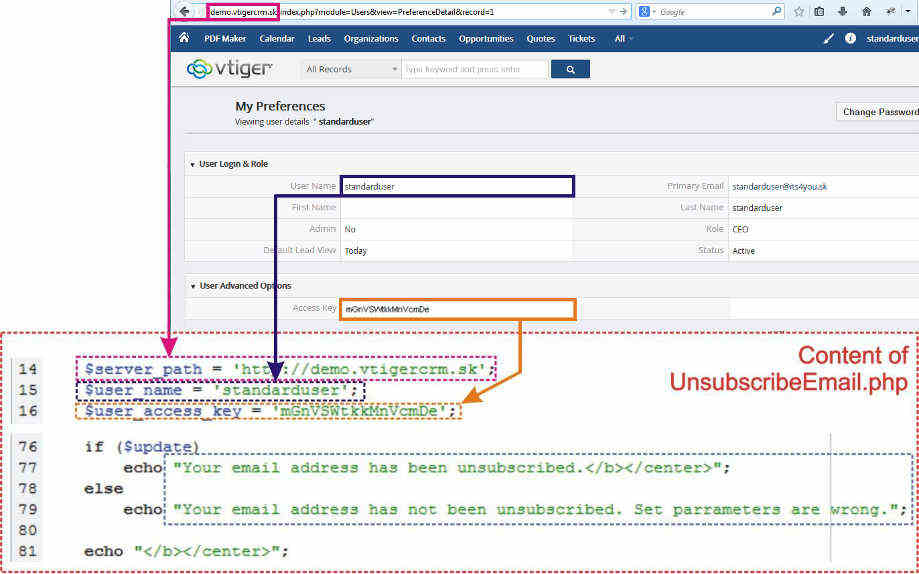 demo.vtigercrm.sk/index.php?module=Users&view=PreferenceDetail&record=1
Google
PDF Maker Calendar Leads Organizations Contacts Opportunities Quotes Tickets All standarduser
vtiger All Records Type keyword and press enter
My Preferences
Viewing user details " standarduser"
Change Password
User Login & Role
User Name standarduser Primary Email standarduser@its4you.sk
First Name Last Name standarduser
Admin No Role CEO
Default Lead View Today Status Active
User Advanced Options
Access Key mGnVSWtkkMnVcmDe
Content of
UnsubscribeEmail.php
14 $server_path = 'http://demo.vtigercrm.sk';
15 $user_name = 'standarduser';
16 $user_access_key = 'mGnVSWtkkMnVcmDe';
76 if ($update)
77 echo "Your email address has been unsubscribed.</b></center>";
78 else
79 echo "Your email address has not been unsubscribed. Set parrameters are wrong.";
80
81 echo "</b></center>";